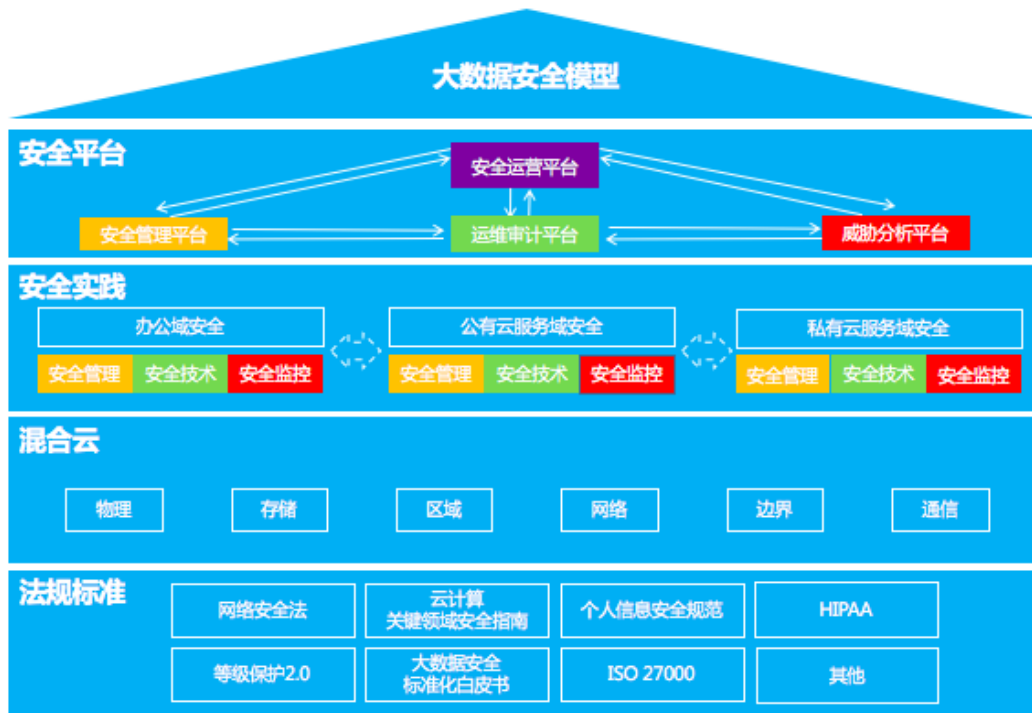 大数据安全模型
安全平台
安全运营平台
安全管理平台
运维审计平台
威胁分析平台
安全实践
办公域安全
公有云服务域安全
私有云服务域安全
安全管理
安全技术
安全监控
安全管理
安全技术
安全监控
安全管理
安全技术
安全监控
混合云
物理
存储
区域
网络
边界
通信
法规标准
网络安全法
云计算
关键领域安全指南
个人信息安全规范
HIPAA
等级保护2.0
大数据安全
标准化白皮书
ISO 27000
其他